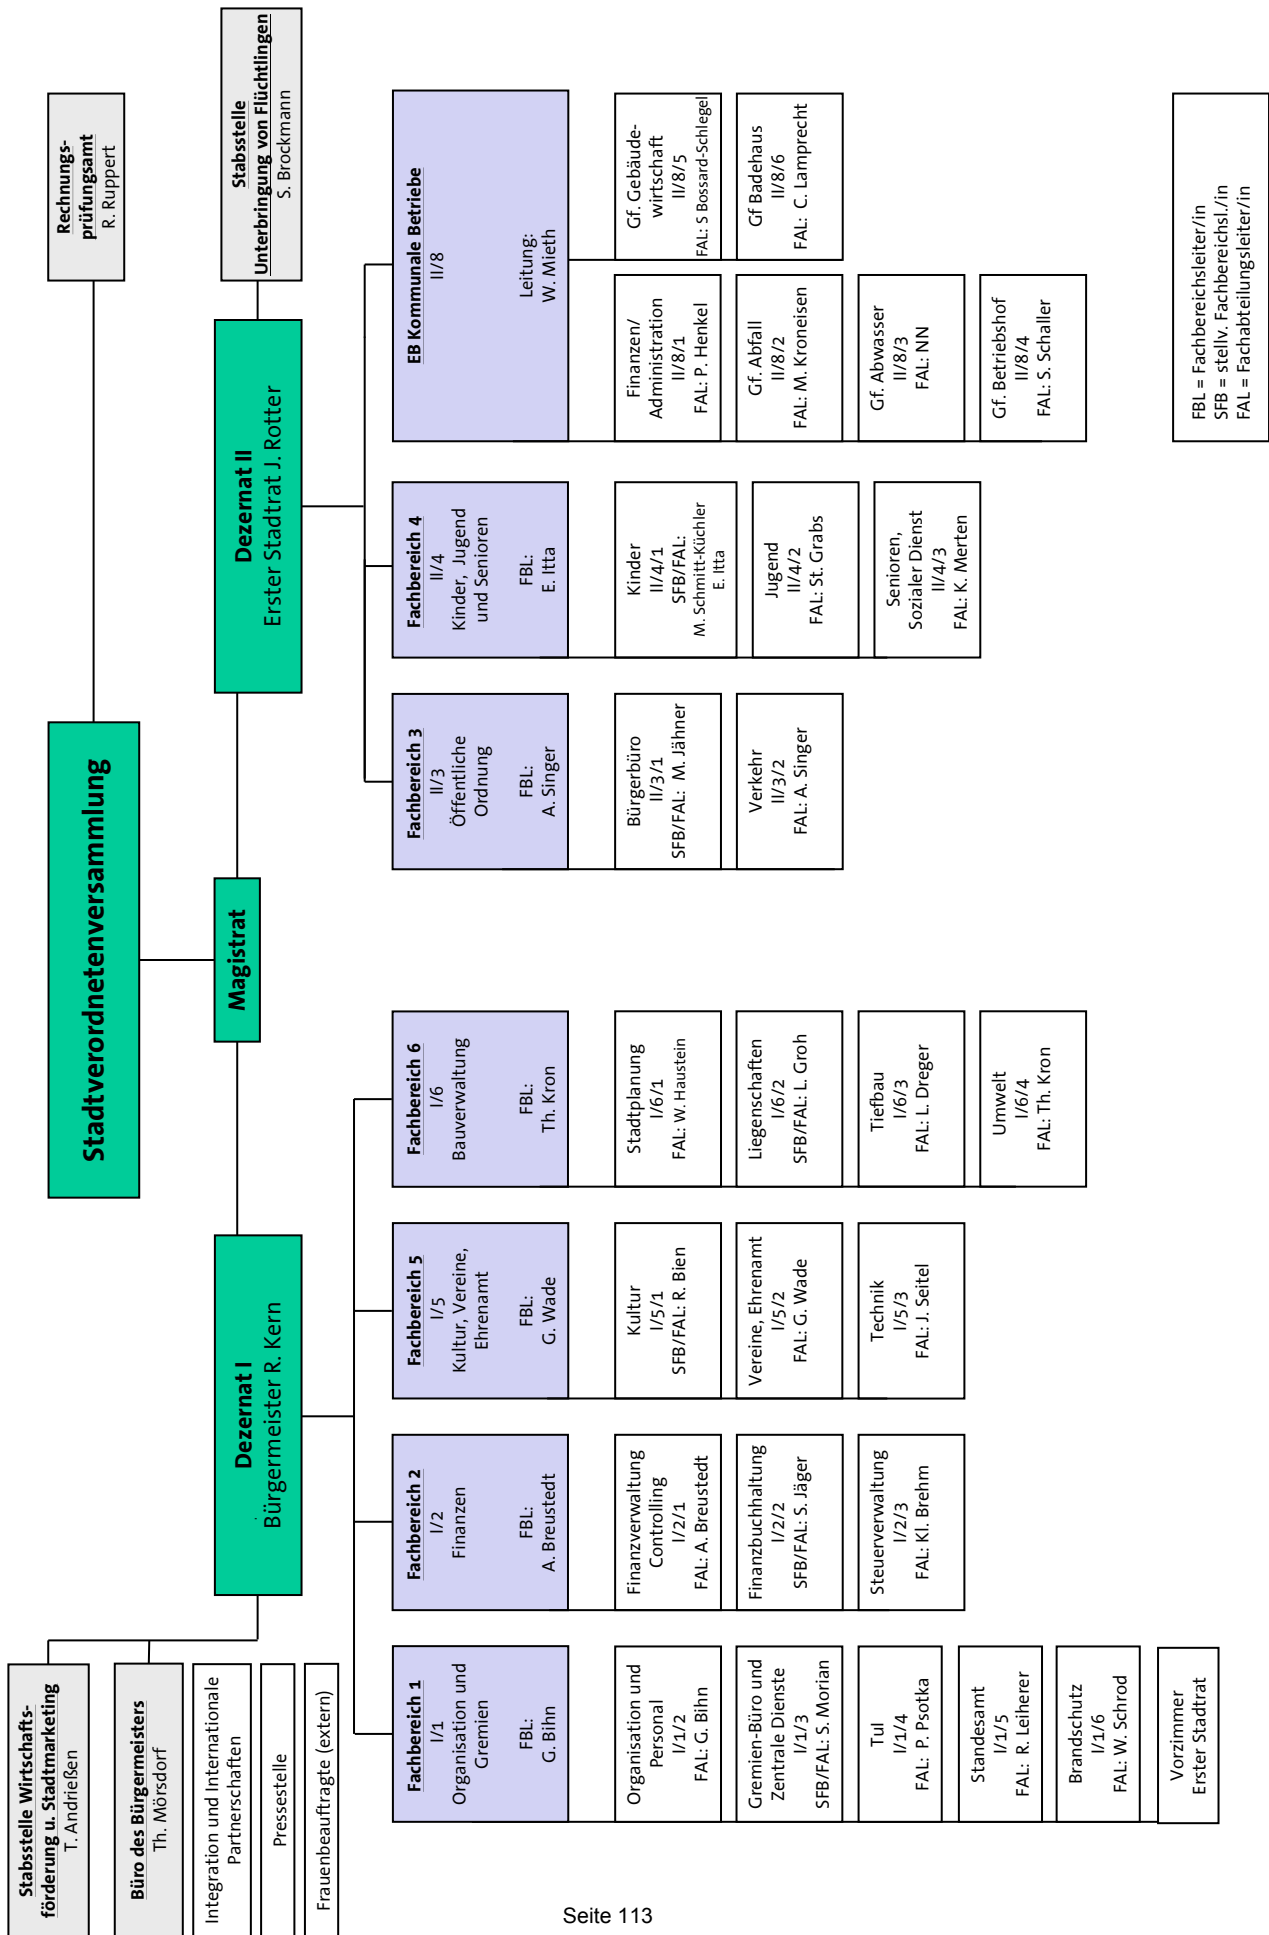 Stadtverordnetenversammlung
Rechnungs-
prüfungsamt
R. Ruppert
Magistrat
Stabsstelle Wirtschafts-
förderung u. Stadtmarketing
T. Andrießen
Büro des Bürgermeisters
Th. Mörsdorf
Integration und Internationale
Partnerschaften
Pressestelle
Frauenbeauftragte (extern)
Dezernat I
Bürgermeister R. Kern
Dezernat II
Erster Stadtrat J. Rotter
Stabsstelle
Unterbringung von Flüchtlingen
S. Brockmann
Fachbereich 1
I/1
Organisation und
Gremien
FBL:
G. Bihn
Organisation und
Personal
I/1/2
FAL: G. Bihn
Gremien-Büro und
Zentrale Dienste
I/1/3
SFB/FAL: S. Morian
TuI
I/1/4
FAL:  P. Psotka
Standesamt
I/1/5
FAL: R. Leiherer
Brandschutz
I/1/6
FAL: W. Schrod
Vorzimmer
Erster Stadtrat
Fachbereich 2
I/2
Finanzen
FBL:
A. Breustedt
Finanzverwaltung
Controlling
I/2/1
FAL: A. Breustedt
Finanzbuchhaltung
I/2/2
SFB/FAL: S. Jäger
Steuerverwaltung
I/2/3
FAL: Kl. Brehm
Fachbereich 5
I/5
Kultur, Vereine,
Ehrenamt
FBL:
G. Wade
Kultur
I/5/1
SFB/FAL: R. Bien
Vereine, Ehrenamt
I/5/2
FAL: G. Wade
Technik
I/5/3
FAL: J. Seitel
Fachbereich 6
I/6
Bauverwaltung
FBL:
Th. Kron
Stadtplanung
I/6/1
FAL: W. Haustein
Liegenschaften
I/6/2
SFB/FAL: L. Groh
Tiefbau
I/6/3
FAL: L. Dreger
Umwelt
I/6/4
FAL: Th. Kron
Fachbereich 3
II/3
Öffentliche
Ordnung
FBL:
A. Singer
Bürgerbüro
II/3/1
SFB/FAL:  M. Jähner
Verkehr
II/3/2
FAL: A. Singer
Fachbereich 4
II/4
Kinder, Jugend
und Senioren
FBL:
E. Itta
Kinder
II/4/1
SFB/FAL:
M. Schmitt-Küchler
E. Itta
Jugend
II/4/2
FAL: St. Grabs
Senioren,
Sozialer Dienst
II/4/3
FAL: K. Merten
EB Kommunale Betriebe
II/8
Leitung:
W. Mieth
Finanzen/
Administration
II/8/1
FAL: P. Henkel
Gf. Abfall
II/8/2
FAL: M. Kroneisen
Gf. Abwasser
II/8/3
FAL: NN
Gf. Betriebshof
II/8/4
FAL: S. Schaller
Gf. Gebäude-
wirtschaft
II/8/5
FAL: S Bossard-Schlegel
Gf Badehaus
II/8/6
FAL:  C. Lamprecht
FBL = Fachbereichsleiter/in
SFB = stellv. Fachbereichsl./in
FAL = Fachabteilungsleiter/in
Seite 113